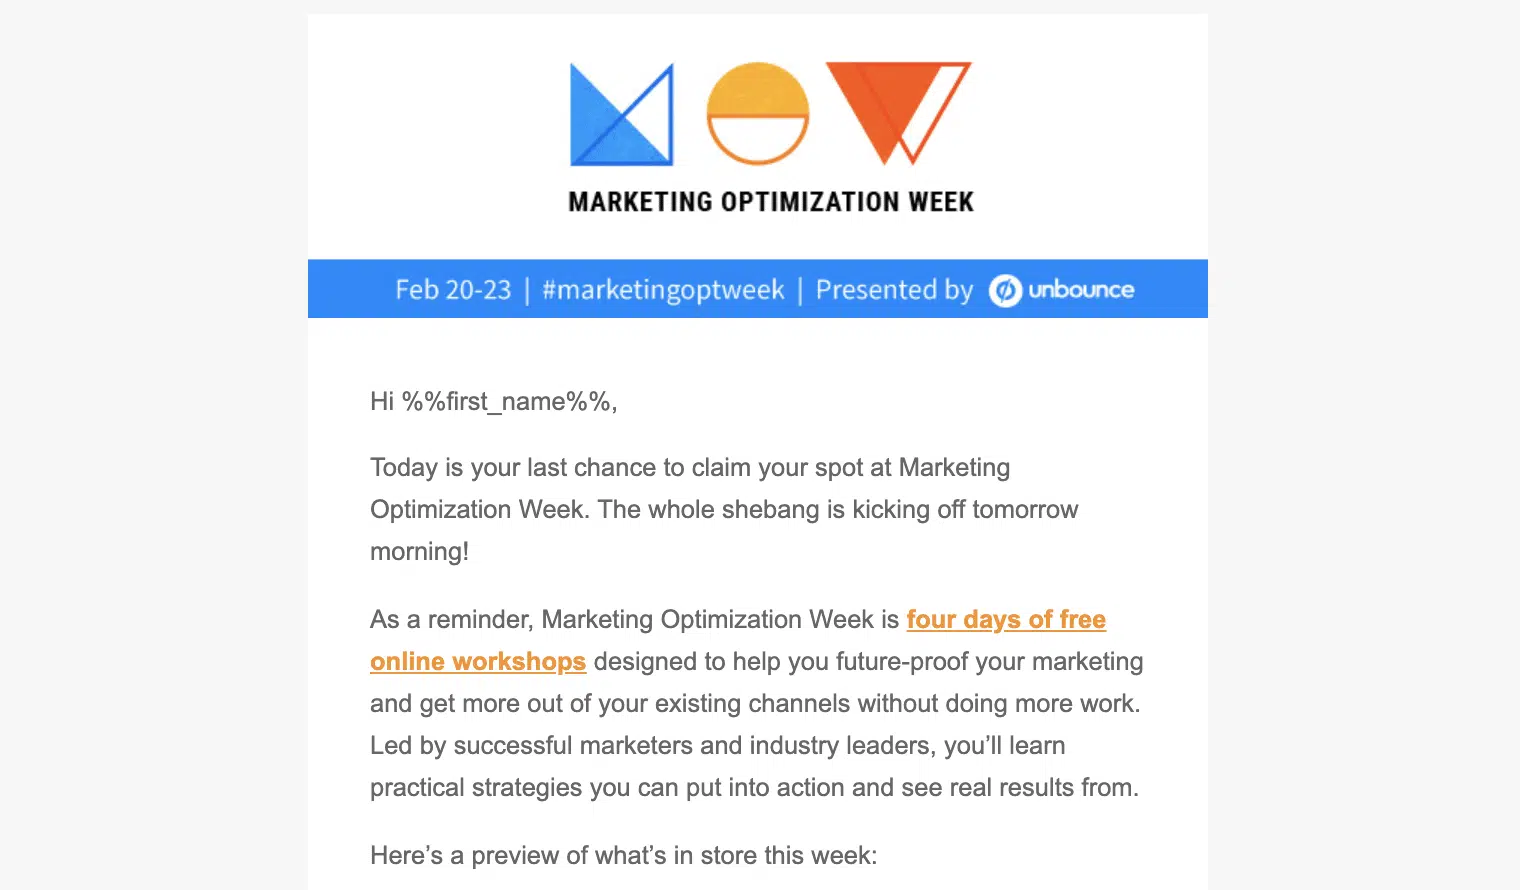 MOW
MARKETING OPTIMIZATION WEEK
Feb 20-23 | #marketingoptweek | Presented by unbounce
Hi %%first_name%%,
Today is your last chance to claim your spot at Marketing
Optimization Week. The whole shebang is kicking off tomorrow
morning!
As a reminder, Marketing Optimization Week is four days of free
online workshops designed to help you future-proof your marketing
and get more out of your existing channels without doing more work.
Led by successful marketers and industry leaders, you’ll learn
practical strategies you can put into action and see real results from.
Here’s a preview of what’s in store this week: